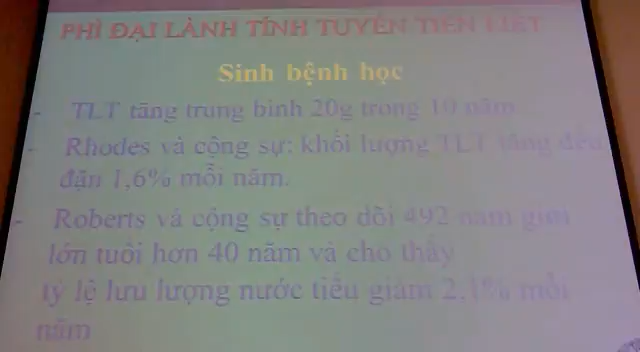 PHÌ ĐẠI LÀNH TÍNH TUYẾN TIỀN LIỆT
Sinh bệnh học
- TLT tăng trung bình 20g trong 10 năm
- Rhodes và cộng sự: khối lượng TLT tăng đều
đặn 1,6% mỗi năm.
- Roberts và cộng sự theo dõi 492 nam giới
lớn tuổi hơn 40 năm và cho thấy
tỷ lệ lưu lượng nước tiểu giảm 2,1% mỗi
năm